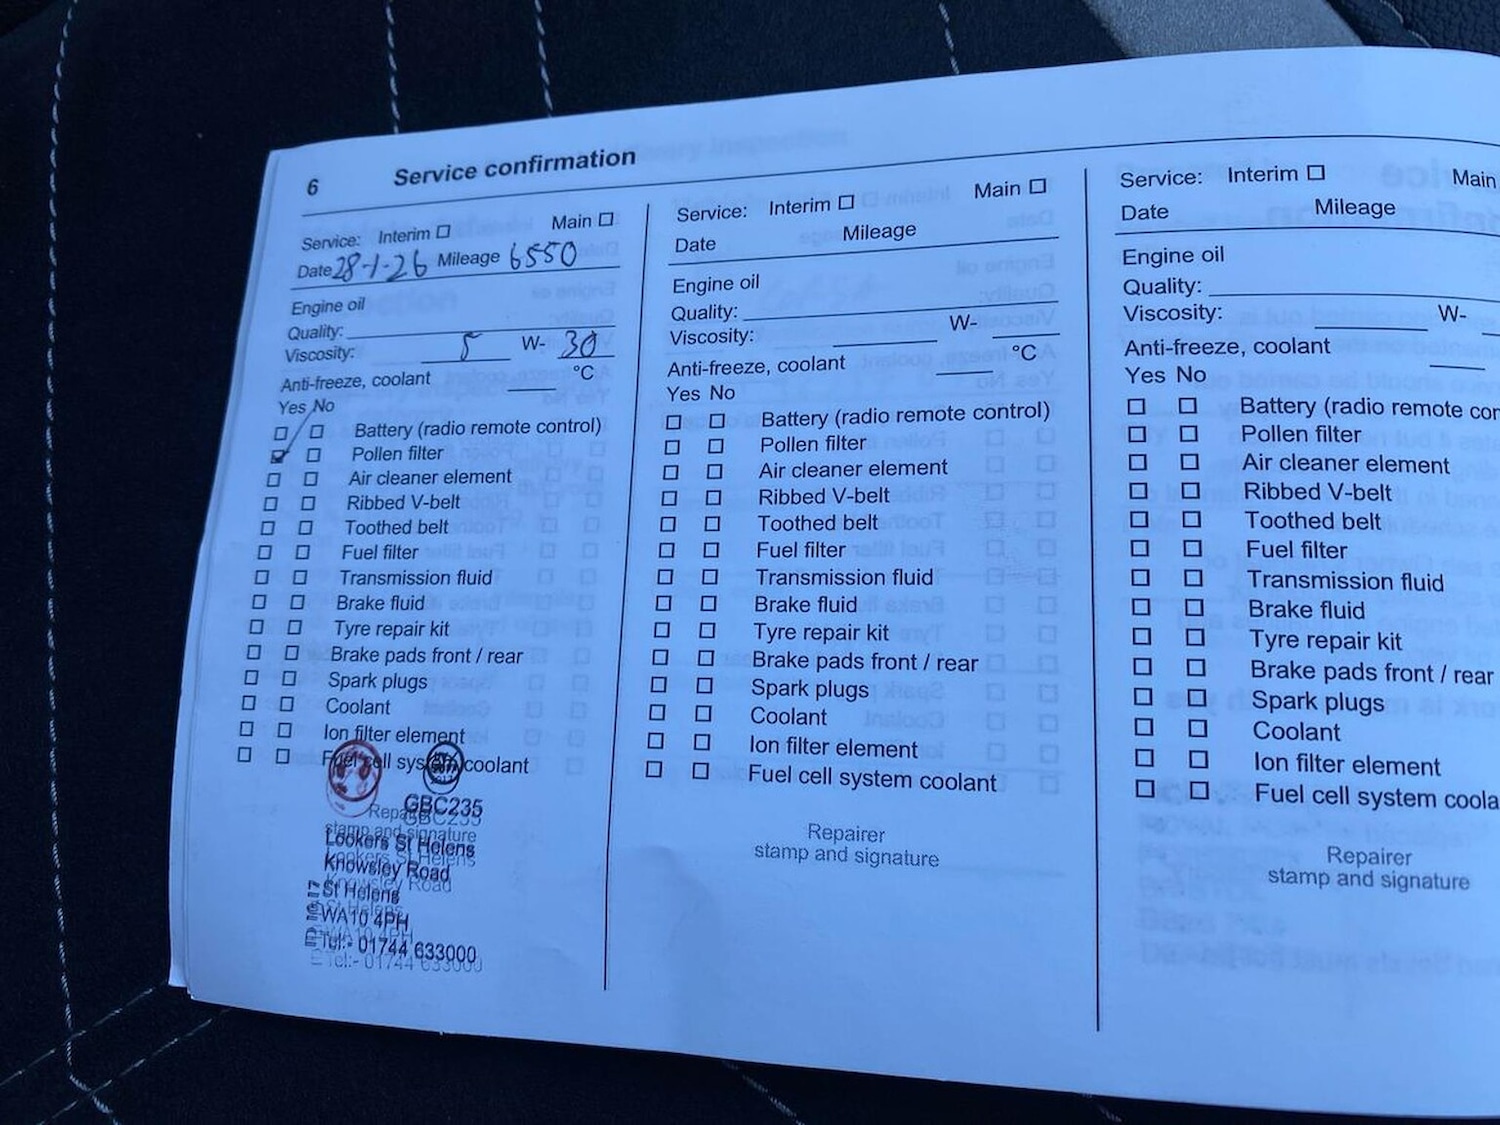 6 Service confirmation
Service: Interim ☐ Main ☐
Date 28-1-26 Mileage 6550
Engine oil
Quality:
Viscosity: 5 W- 30
Anti-freeze, coolant °C
Yes No
☐ ☐ Battery (radio remote control)
☑ ☐ Pollen filter
☐ ☐ Air cleaner element
☐ ☐ Ribbed V-belt
☐ ☐ Toothed belt
☐ ☐ Fuel filter
☐ ☐ Transmission fluid
☐ ☐ Brake fluid
☐ ☐ Tyre repair kit
☐ ☐ Brake pads front / rear
☐ ☐ Spark plugs
☐ ☐ Coolant
☐ ☐ Ion filter element
☐ ☐ Fuel cell system coolant
GBC235
Repairer
stamp and signature
Lookers St Helens
Knowsley Road
St Helens
WA10 4PH
Tel:- 01744 633000
Service: Interim ☐ Main ☐
Date Mileage
Engine oil
Quality:
Viscosity: W-
Anti-freeze, coolant °C
Yes No
☐ ☐ Battery (radio remote control)
☐ ☐ Pollen filter
☐ ☐ Air cleaner element
☐ ☐ Ribbed V-belt
☐ ☐ Toothed belt
☐ ☐ Fuel filter
☐ ☐ Transmission fluid
☐ ☐ Brake fluid
☐ ☐ Tyre repair kit
☐ ☐ Brake pads front / rear
☐ ☐ Spark plugs
☐ ☐ Coolant
☐ ☐ Ion filter element
☐ ☐ Fuel cell system coolant
Repairer
stamp and signature
Service: Interim ☐ Main
Date Mileage
Engine oil
Quality:
Viscosity: W-
Anti-freeze, coolant
Yes No
☐ ☐ Battery (radio remote cor
☐ ☐ Pollen filter
☐ ☐ Air cleaner element
☐ ☐ Ribbed V-belt
☐ ☐ Toothed belt
☐ ☐ Fuel filter
☐ ☐ Transmission fluid
☐ ☐ Brake fluid
☐ ☐ Tyre repair kit
☐ ☐ Brake pads front / rear
☐ ☐ Spark plugs
☐ ☐ Coolant
☐ ☐ Ion filter element
☐ ☐ Fuel cell system coola
Repairer
stamp and signature